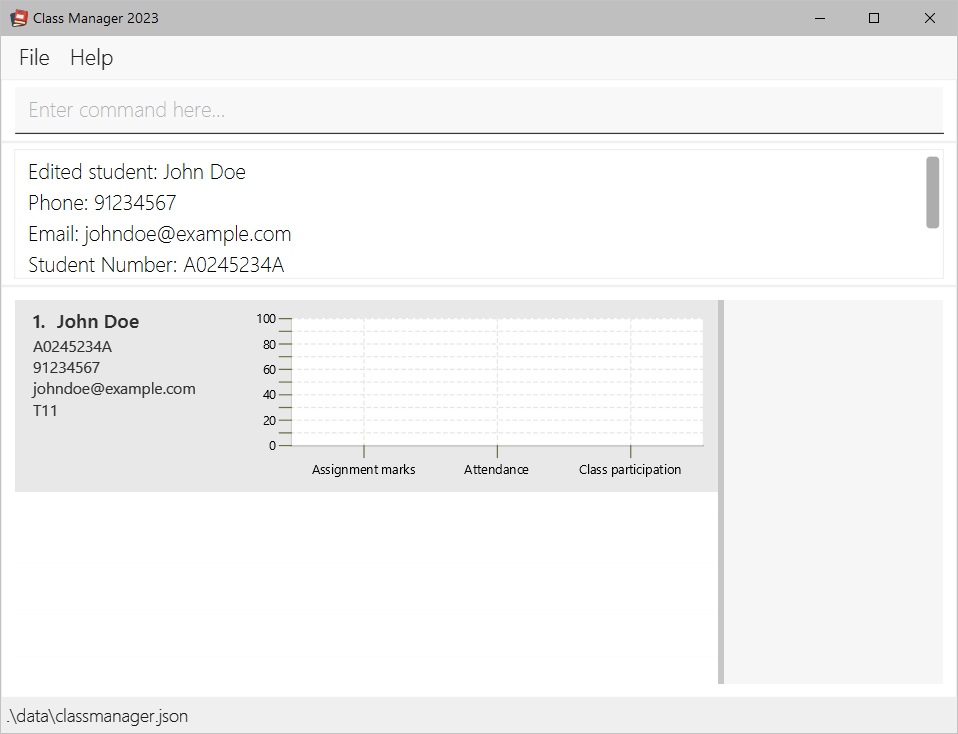 Class Manager 2023
File Help
Enter command here...
Edited student: John Doe
Phone: 91234567
Email: johndoe@example.com
Student Number: A0245234A
1. John Doe
A0245234A
91234567
johndoe@example.com
T11
100
80
60
40
20
0
Assignment marks Attendance Class participation
.\data\classmanager.json